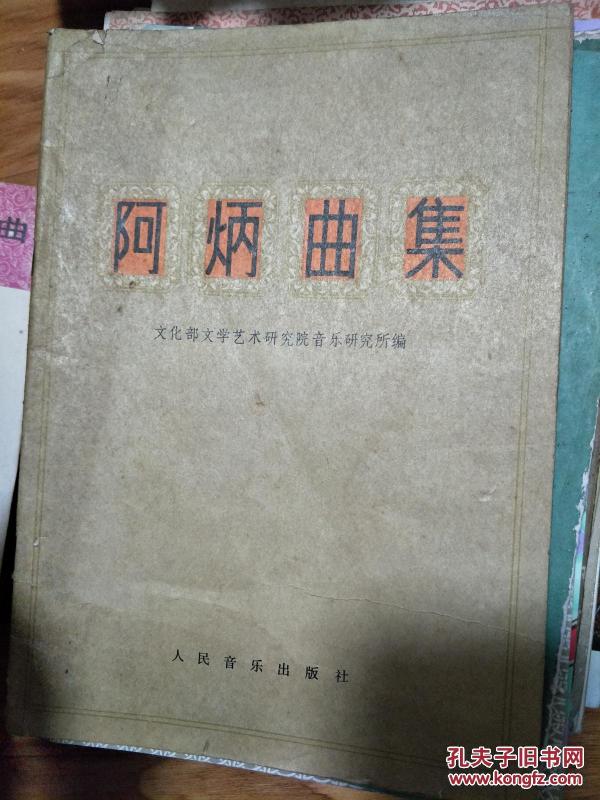 阿炳曲集
文化部文学艺术研究院音乐研究所编
人民音乐出版社
曲
孔夫子旧书网
www.kongfz.com